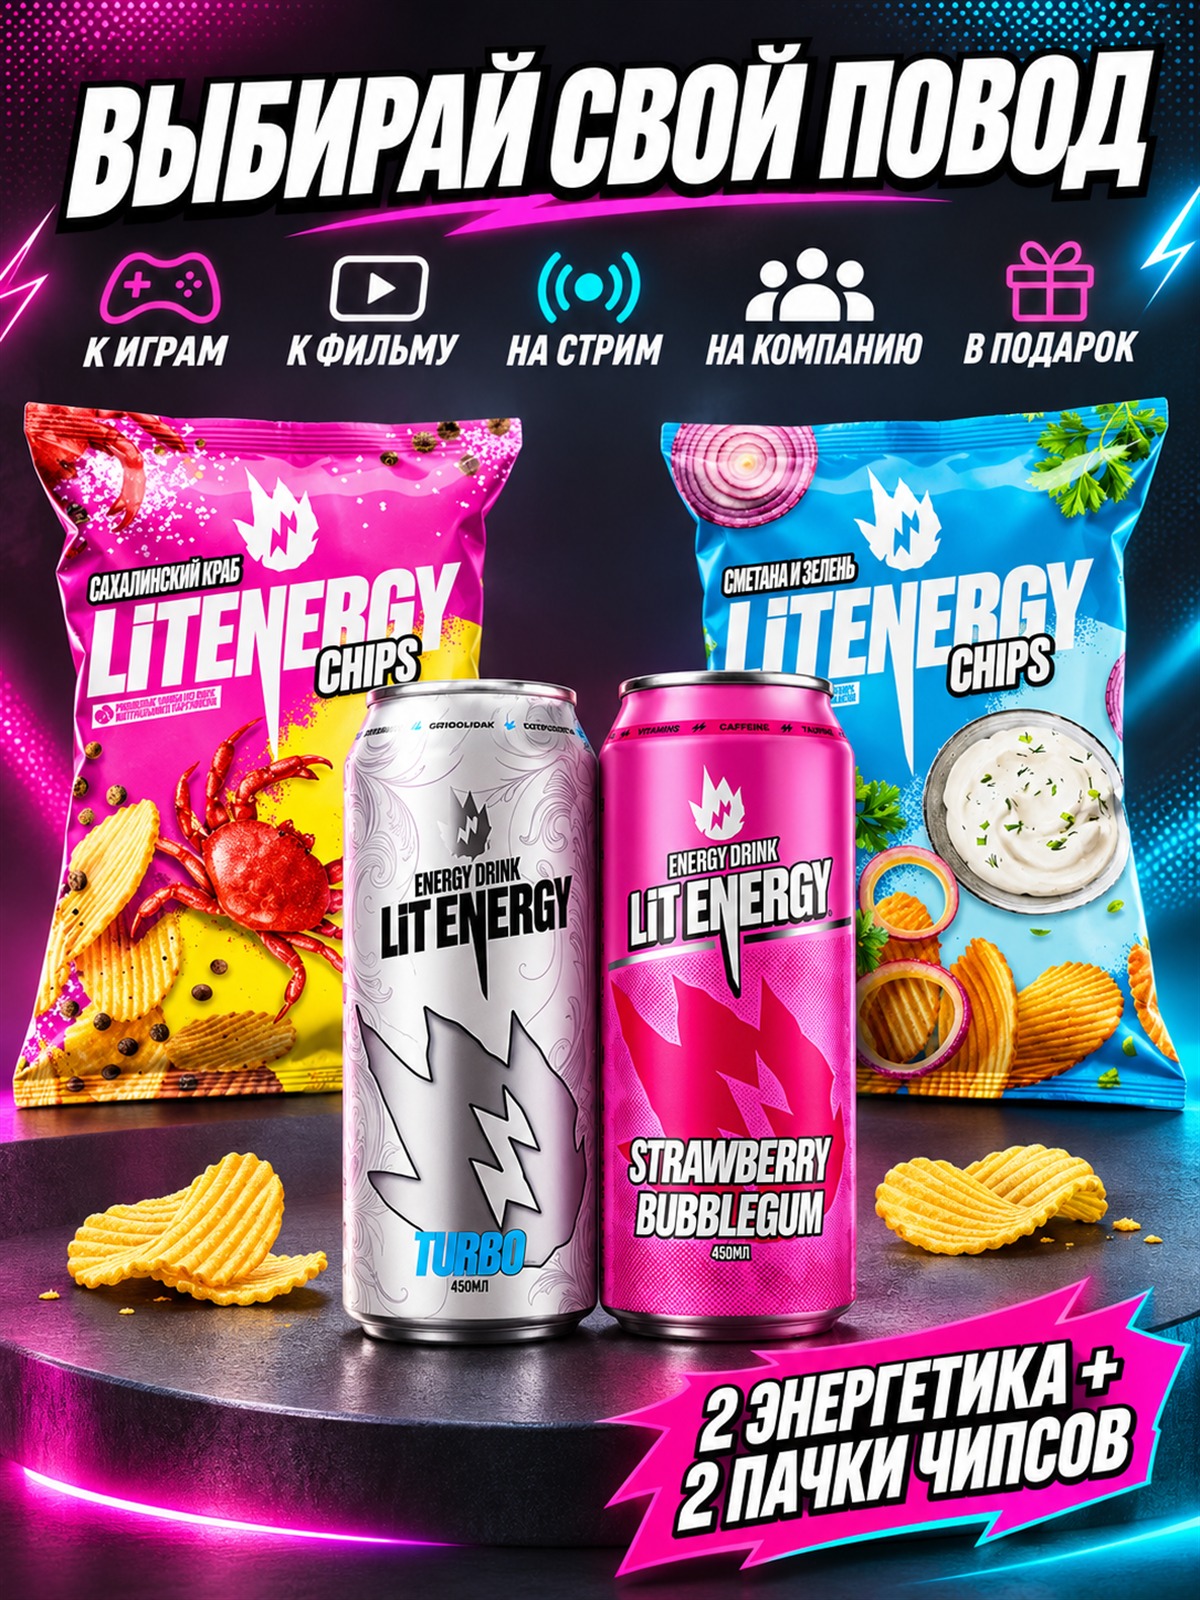 ВЫБИРАЙ СВОЙ ПОВОД
К ИГРАМ
К ФИЛЬМУ
НА СТРИМ
НА КОМПАНИЮ
В ПОДАРОК
САХАЛИНСКИЙ КРАБ
LiTENERGY
CHIPS
СМЕТАНА И ЗЕЛЕНЬ
LiTENERGY
CHIPS
ENERGY DRINK
LiT ENERGY
TURBO
450МЛ
VITAMINS CAFFEINE
ENERGY DRINK
LiT ENERGY
STRAWBERRY
BUBBLEGUM
450МЛ
2 ЭНЕРГЕТИКА +
2 ПАЧКИ ЧИПСОВ